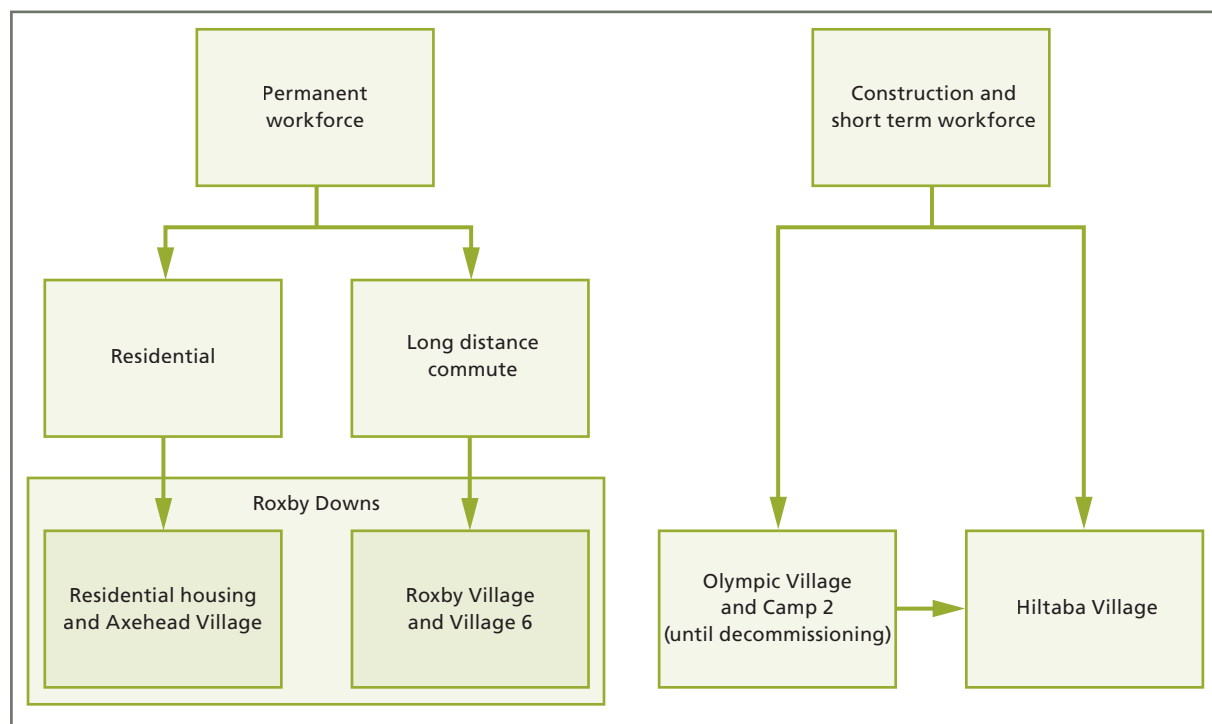 Permanent
workforce
Construction and
short term workforce
Residential
Long distance
commute
Roxby Downs
Residential housing
and Axehead Village
Roxby Village
and Village 6
Olympic Village
and Camp 2
(until decommissioning)
Hiltaba Village